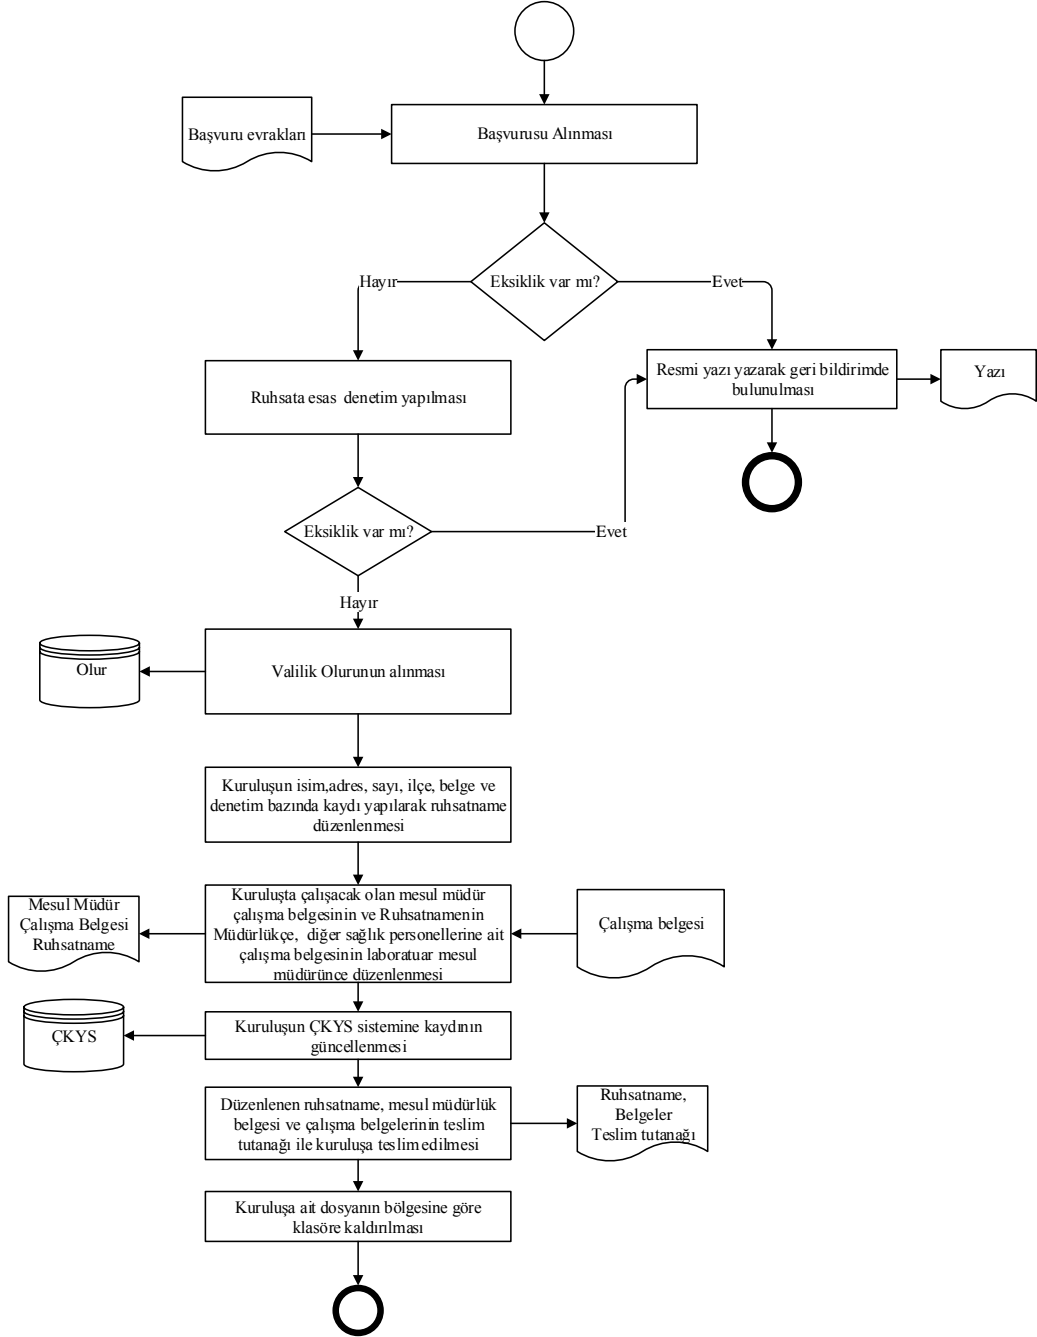 Başvuru evrakları
Başvurusu Alınması
Eksiklik var mı?
Hayır
Evet
Ruhsata esas  denetim yapılması
Resmi yazı yazarak geri bildirimde
bulunulması
Yazı
Eksiklik var mı?
Evet
Hayır
Olur
Valilik Olurunun alınması
Kuruluşun isim,adres, sayı, ilçe, belge ve
denetim bazında kaydı yapılarak ruhsatname
düzenlenmesi
Mesul Müdür
Çalışma Belgesi
Ruhsatname
Kuruluşta çalışacak olan mesul müdür
çalışma belgesinin ve Ruhsatnamenin
Müdürlükçe,  diğer sağlık personellerine ait
çalışma belgesinin laboratuar mesul
müdürünce düzenlenmesi
Çalışma belgesi
ÇKYS
Kuruluşun ÇKYS sistemine kaydının
güncellenmesi
Düzenlenen ruhsatname, mesul müdürlük
belgesi ve çalışma belgelerinin teslim
tutanağı ile kuruluşa teslim edilmesi
Ruhsatname,
Belgeler
Teslim tutanağı
Kuruluşa ait dosyanın bölgesine göre
klasöre kaldırılması